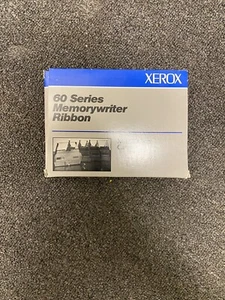 XEROX
60 Series
Memorywriter
Ribbon